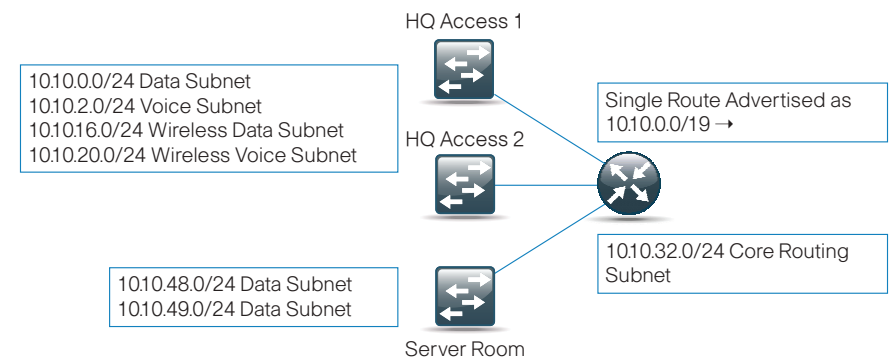 HQ Access 1
10.10.0.0/24 Data Subnet
10.10.2.0/24 Voice Subnet
10.10.16.0/24 Wireless Data Subnet
10.10.20.0/24 Wireless Voice Subnet
Single Route Advertised as
10.10.0.0/19 →
HQ Access 2
10.10.32.0/24 Core Routing
Subnet
10.10.48.0/24 Data Subnet
10.10.49.0/24 Data Subnet
Server Room